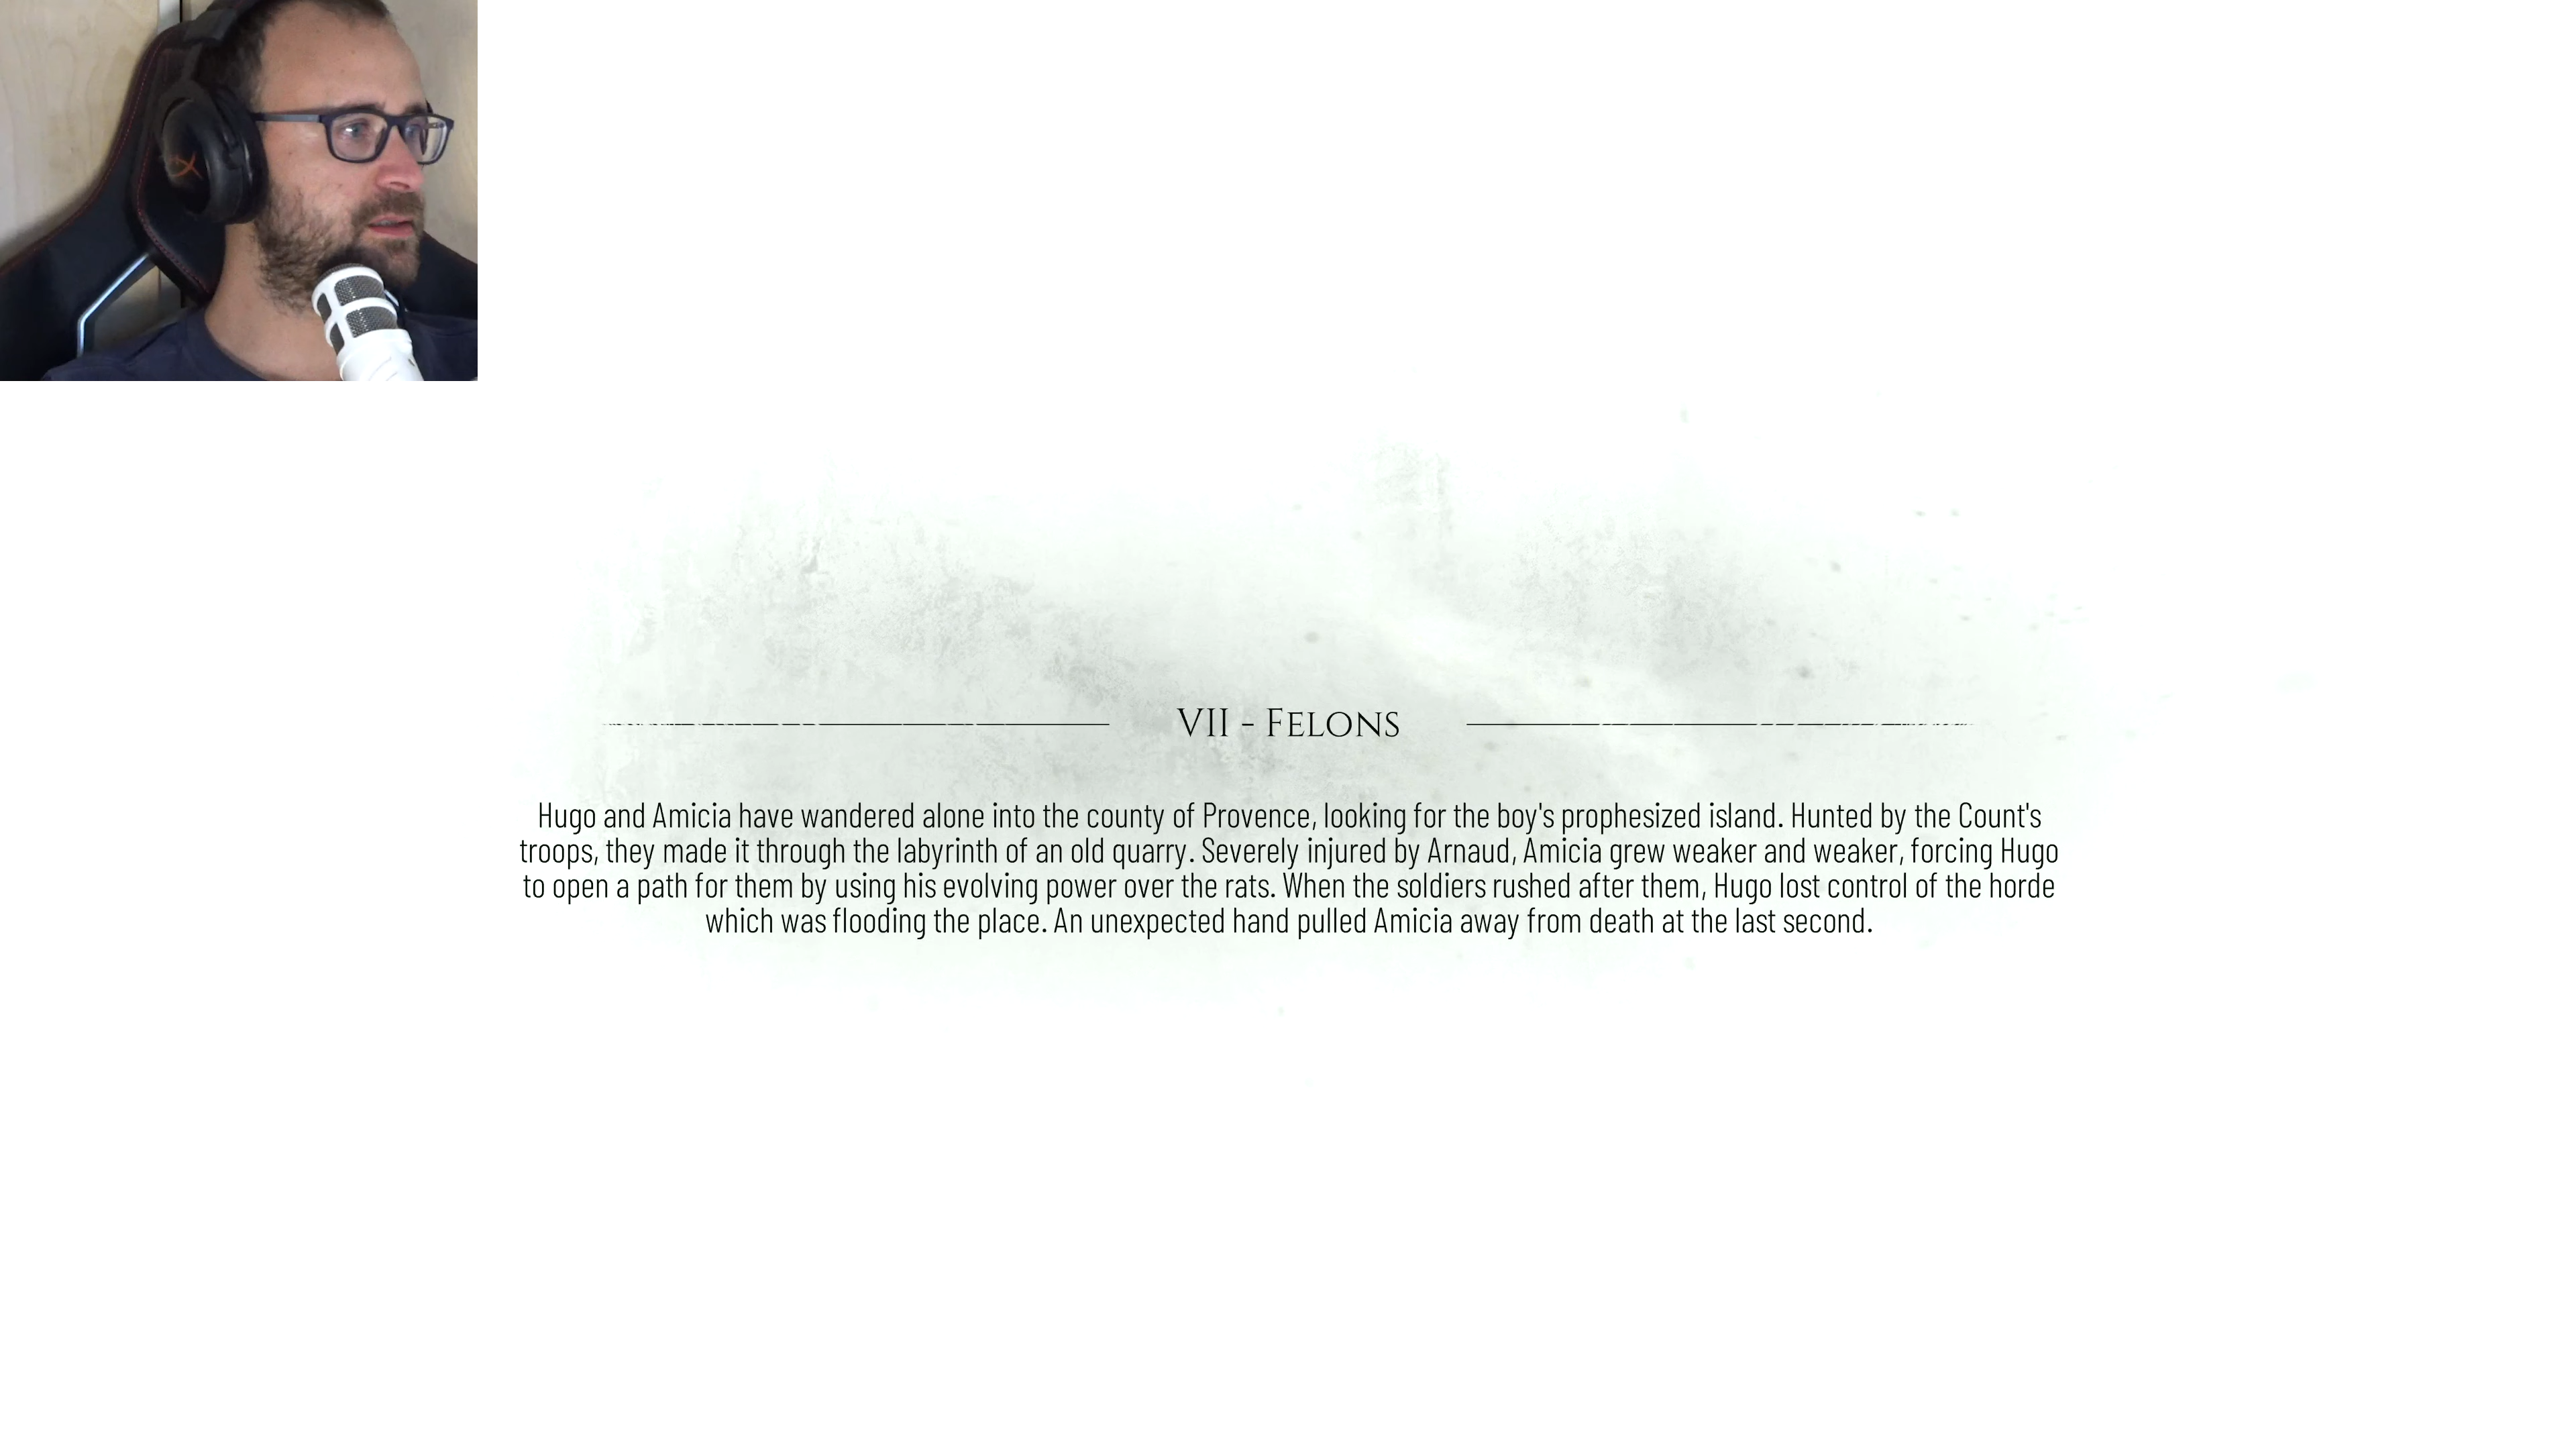 VII - Felons
Hugo and Amicia have wandered alone into the county of Provence, looking for the boy's prophesized island. Hunted by the Count's
troops, they made it through the labyrinth of an old quarry. Severely injured by Arnaud, Amicia grew weaker and weaker, forcing Hugo
to open a path for them by using his evolving power over the rats. When the soldiers rushed after them, Hugo lost control of the horde
which was flooding the place. An unexpected hand pulled Amicia away from death at the last second.